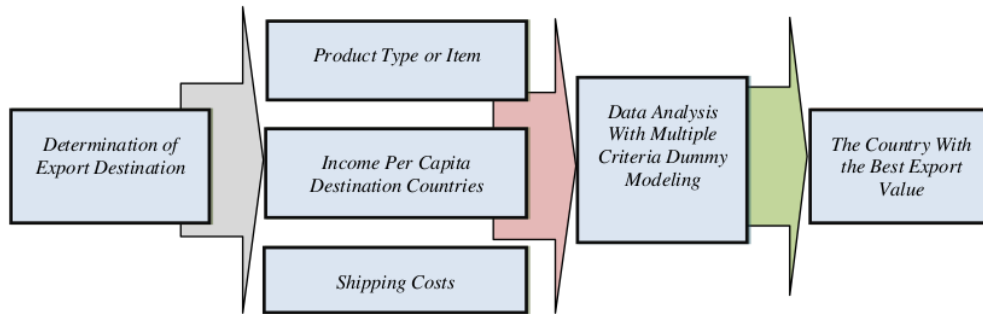 Determination of
Export Destination
Product Type or Item
Income Per Capita
Destination Countries
Shipping Costs
Data Analysis
With Multiple
Criteria Dummy
Modeling
The Country With
the Best Export
Value